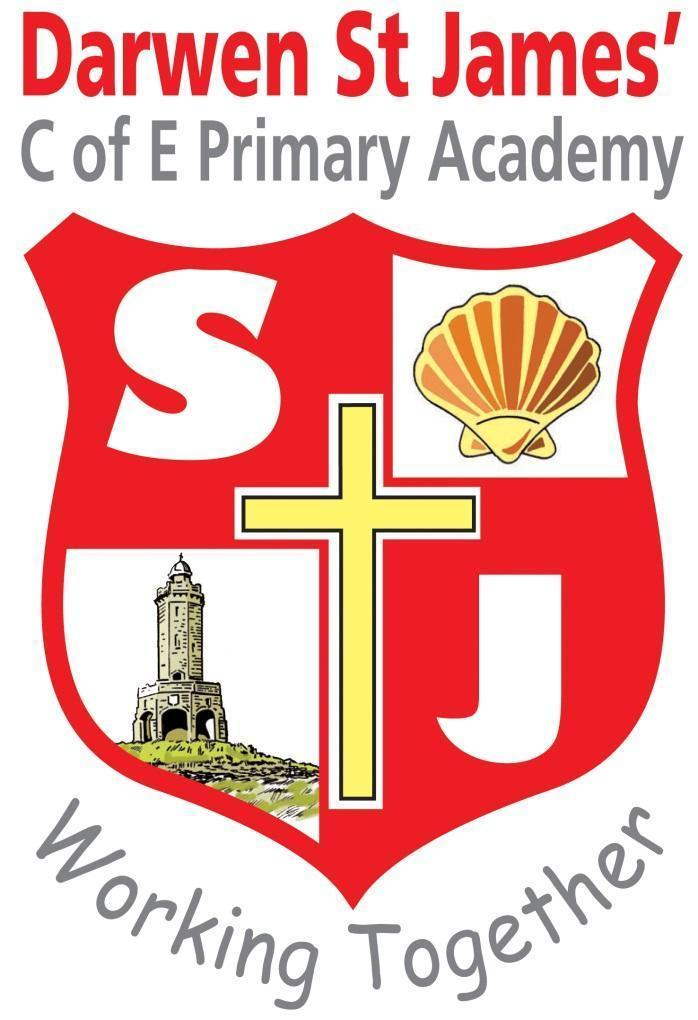 Darwen St James’
C of E Primary Academy
S
J
Working Together